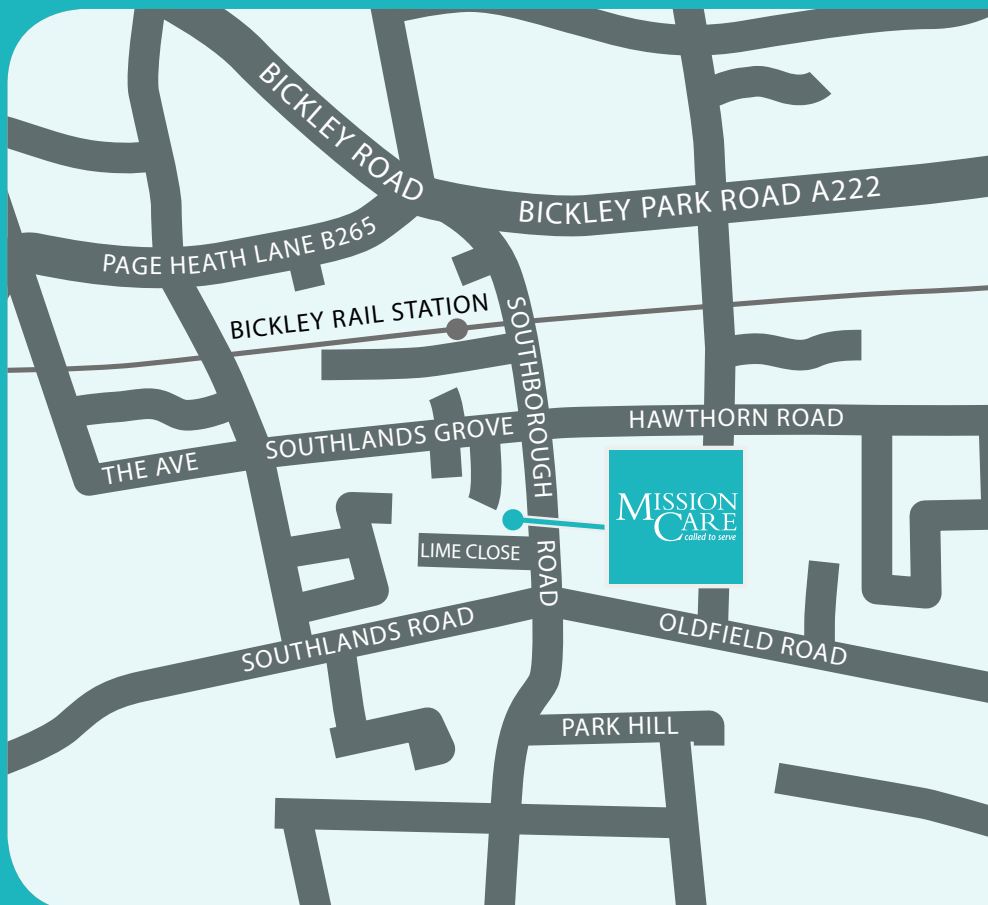 BICKLEY ROAD
BICKLEY PARK ROAD A222
PAGE HEATH LANE B265
BICKLEY RAIL STATION
SOUTHBOROUGH ROAD
HAWTHORN ROAD
SOUTHLANDS GROVE
THE AVE
MISSION
CARE
called to serve
LIME CLOSE
SOUTHLANDS ROAD
OLDFIELD ROAD
PARK HILL